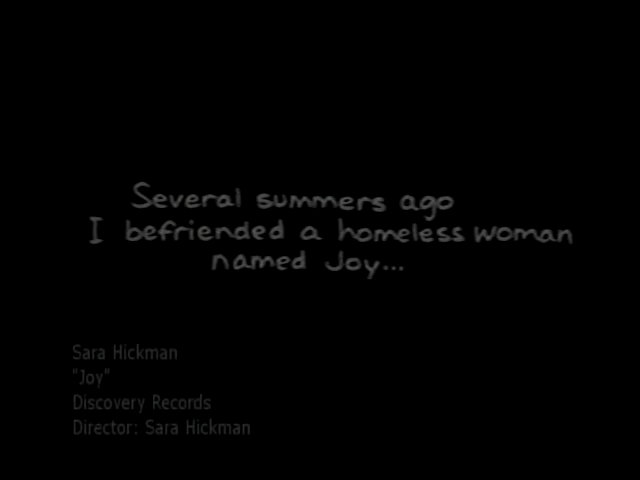 Several summers ago
I befriended a homeless woman
named Joy...
Sara Hickman
"Joy"
Discovery Records
Director: Sara Hickman